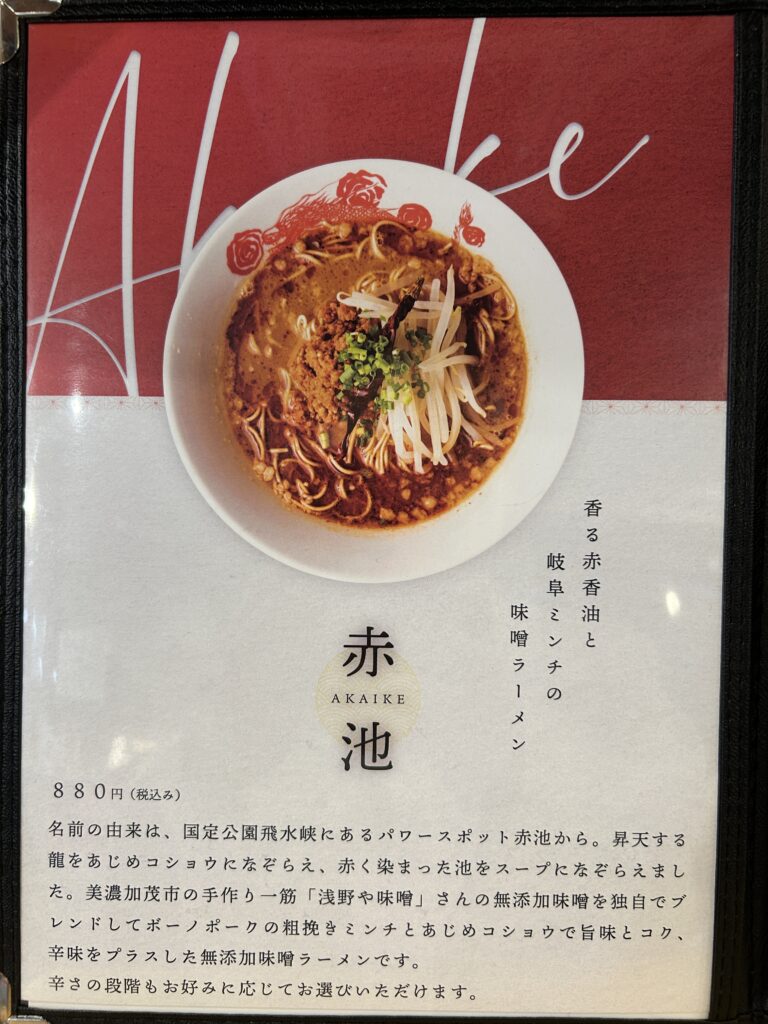 Akaike
香る赤香油と
岐阜ミンチの
味噌ラーメン
赤
AKAIKE
池
880円（税込み）
名前の由来は、国定公園飛水峡にあるパワースポット赤池から。昇天する
龍をあじめコショウになぞらえ、赤く染まった池をスープになぞらえまし
た。美濃加茂市の手作り一筋「浅野や味噌」さんの無添加味噌を独自でブ
レンドしてボーノポークの粗挽きミンチとあじめコショウで旨味とコク、
辛味をプラスした無添加味噌ラーメンです。
辛さの段階もお好みに応じてお選びいただけます。